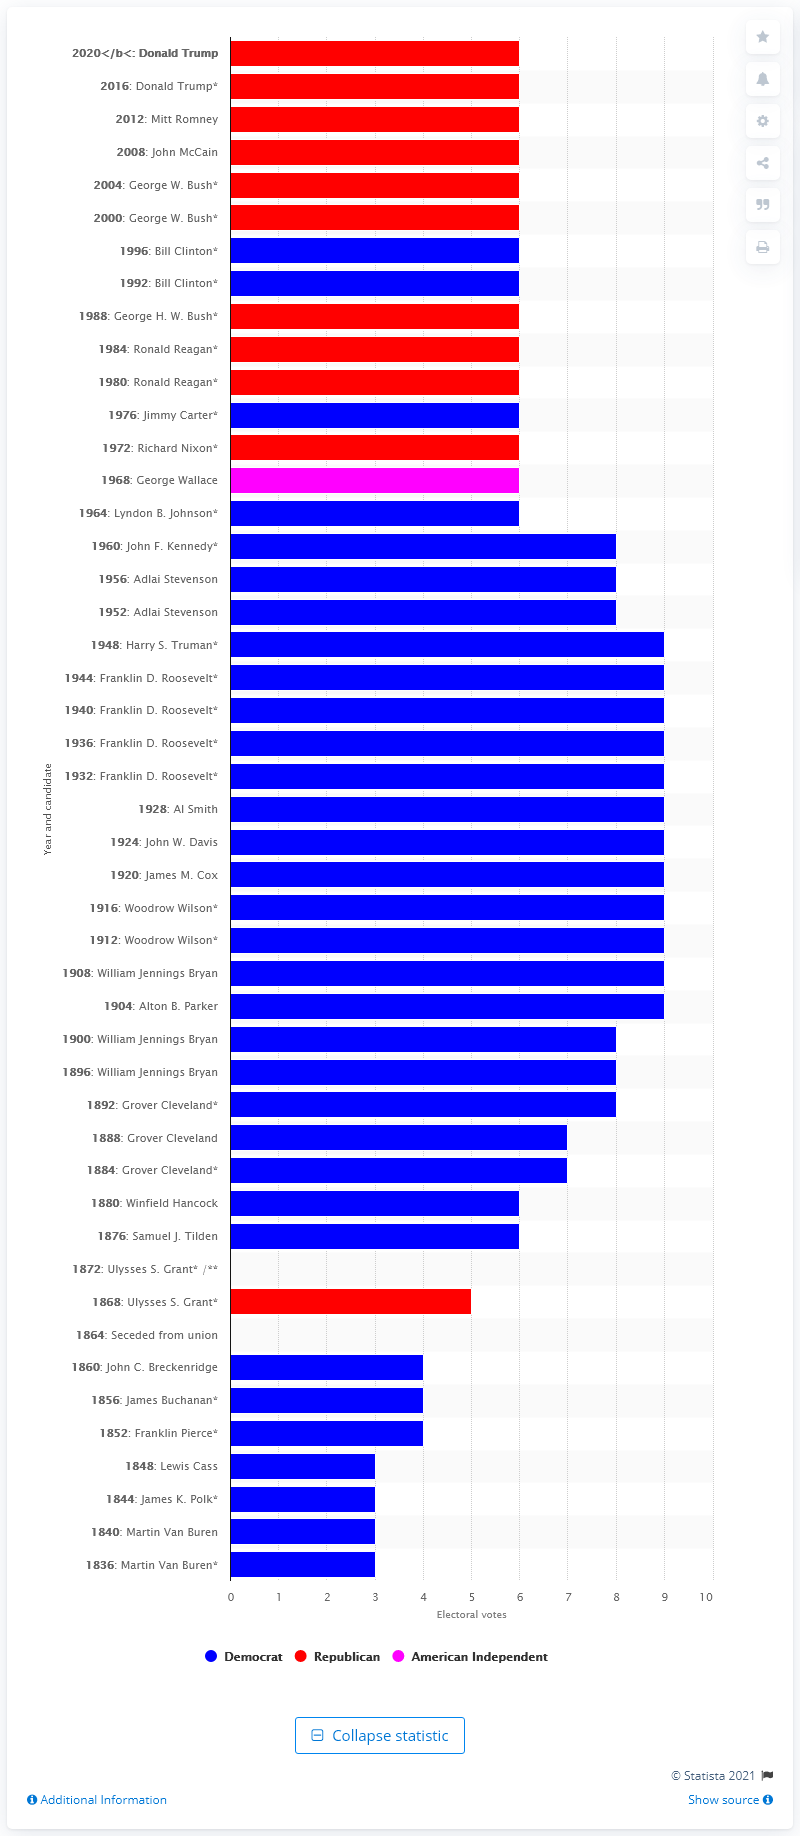 2020</b<: Donald Trump
2016: Donald Trump*
2012: Mitt Romney
2008: John McCain
2004: George W. Bush*
2000: George W. Bush*
1996: Bill Clinton*
1992: Bill Clinton*
1988: George H. W. Bush*
1984: Ronald Reagan*
1980: Ronald Reagan*
1976: Jimmy Carter*
1972: Richard Nixon*
1968: George Wallace
1964: Lyndon B. Johnson*
1960: John F. Kennedy*
1956: Adlai Stevenson
1952: Adlai Stevenson
1948: Harry S. Truman*
1944: Franklin D. Roosevelt*
1940: Franklin D. Roosevelt*
1936: Franklin D. Roosevelt*
1932: Franklin D. Roosevelt*
1928: Al Smith
1924: John W. Davis
1920: James M. Cox
1916: Woodrow Wilson*
1912: Woodrow Wilson*
1908: William Jennings Bryan
1904: Alton B. Parker
1900: William Jennings Bryan
1896: William Jennings Bryan
1892: Grover Cleveland*
1888: Grover Cleveland
1884: Grover Cleveland*
1880: Winfield Hancock
1876: Samuel J. Tilden
1872: Ulysses S. Grant* /**
1868: Ulysses S. Grant*
1864: Seceded from union
1860: John C. Breckenridge
1856: James Buchanan*
1852: Franklin Pierce*
1848: Lewis Cass
1844: James K. Polk*
1840: Martin Van Buren
1836: Martin Van Buren*
Year and candidate
0 1 2 3 4 5 6 7 8 9 10
Electoral votes
Democrat Republican American Independent
Collapse statistic
© Statista 2021
Additional Information Show source